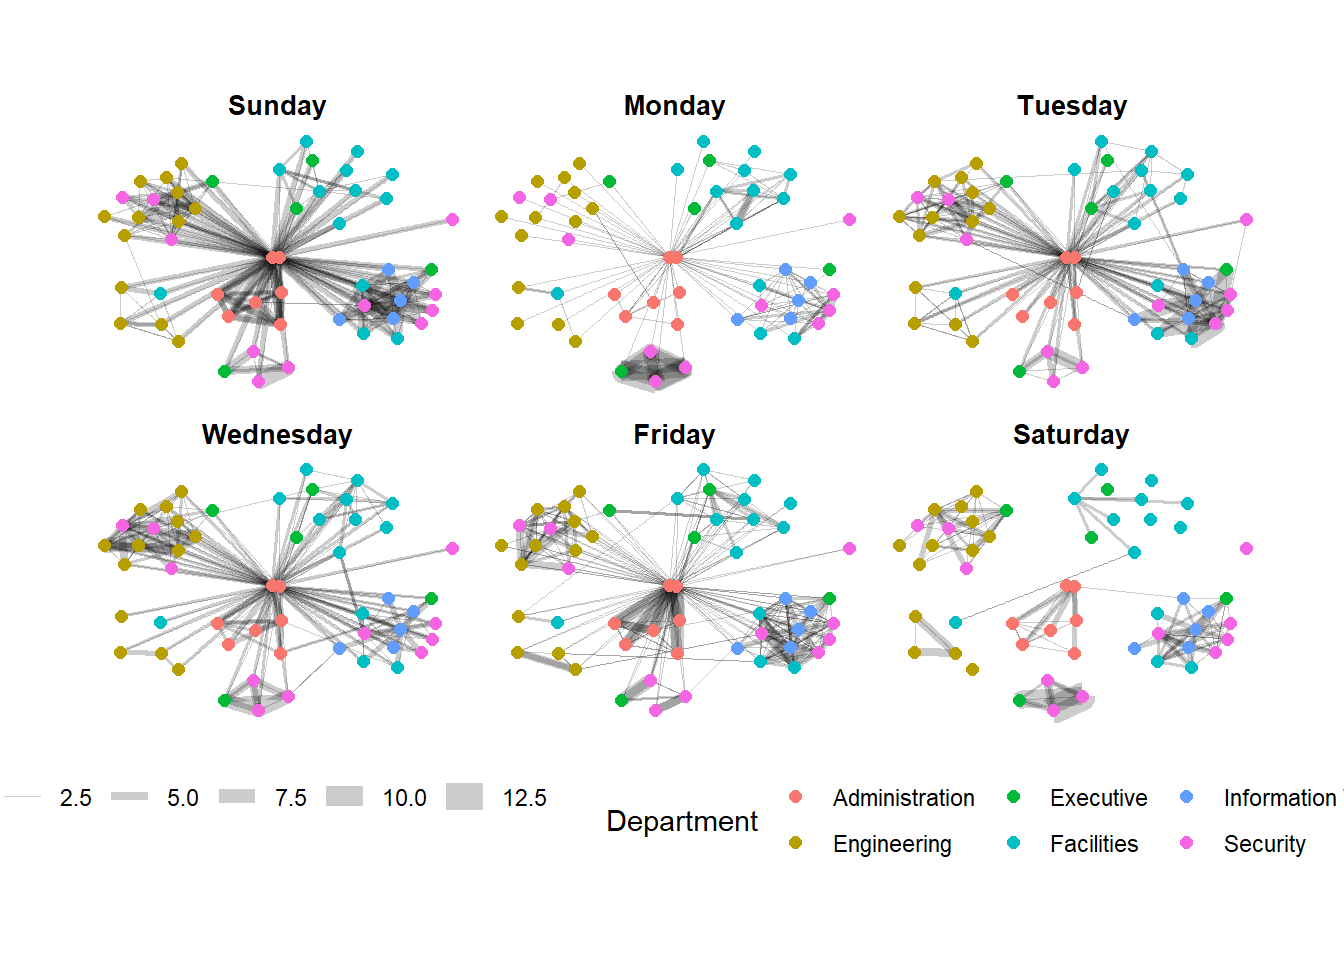 Sunday Monday Tuesday
Wednesday Friday Saturday
2.5 5.0 7.5 10.0 12.5
Department
Administration Executive Information
Engineering Facilities Security